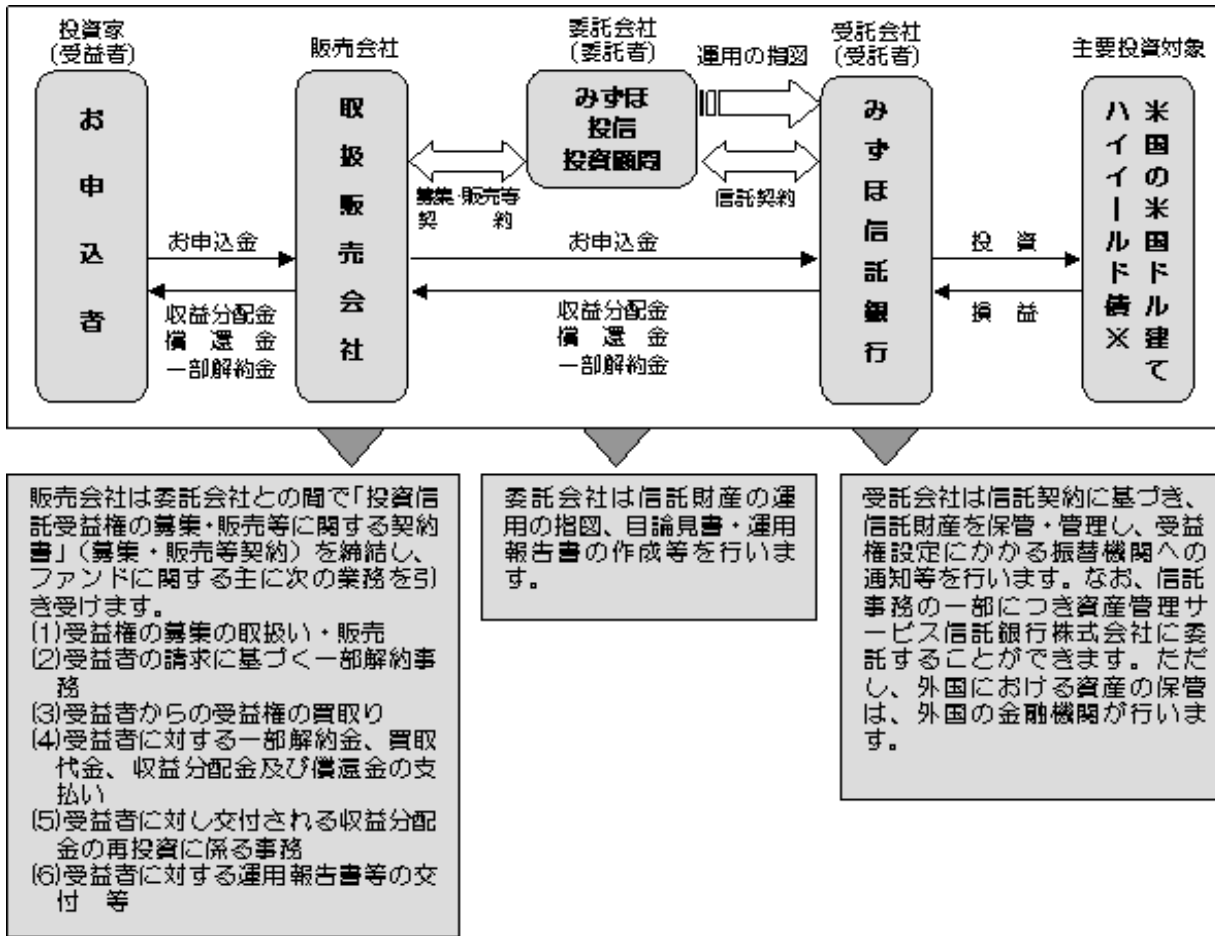 投資家
(受益者)
お申込者
販売会社
取扱販売会社
委託会社
(委託者)
みずほ
投信
投資顧問
運用の指図
受託会社
(受託者)
みずほ信託銀行
主要投資対象
米国の米国ドル建て
ハイイールド債※
募集・販売等
契　　約
信託契約
お申込金
収益分配金
償　還　金
一部解約金
お申込金
収益分配金
償　還　金
一部解約金
投　資
損　益
販売会社は委託会社との間で「投資信
託受益権の募集・販売等に関する契約
書」(募集・販売等契約)を締結し、
ファンドに関する主に次の業務を引
き受けます。
(1)受益権の募集の取扱い・販売
(2)受益者の請求に基づく一部解約事
務
(3)受益者からの受益権の買取り
(4)受益者に対する一部解約金、買取
代金、収益分配金及び償還金の支
払い
(5)受益者に対し交付される収益分配
金の再投資に係る事務
(6)受益者に対する運用報告書等の交
付　等
委託会社は信託財産の運
用の指図、目論見書・運用
報告書の作成等を行いま
す。
受託会社は信託契約に基づき、
信託財産を保管・管理し、受益
権設定にかかる振替機関への
通知等を行います。なお、信託
事務の一部につき資産管理サ
ービス信託銀行株式会社に委
託することができます。ただ
し、外国における資産の保管
は、外国の金融機関が行いま
す。